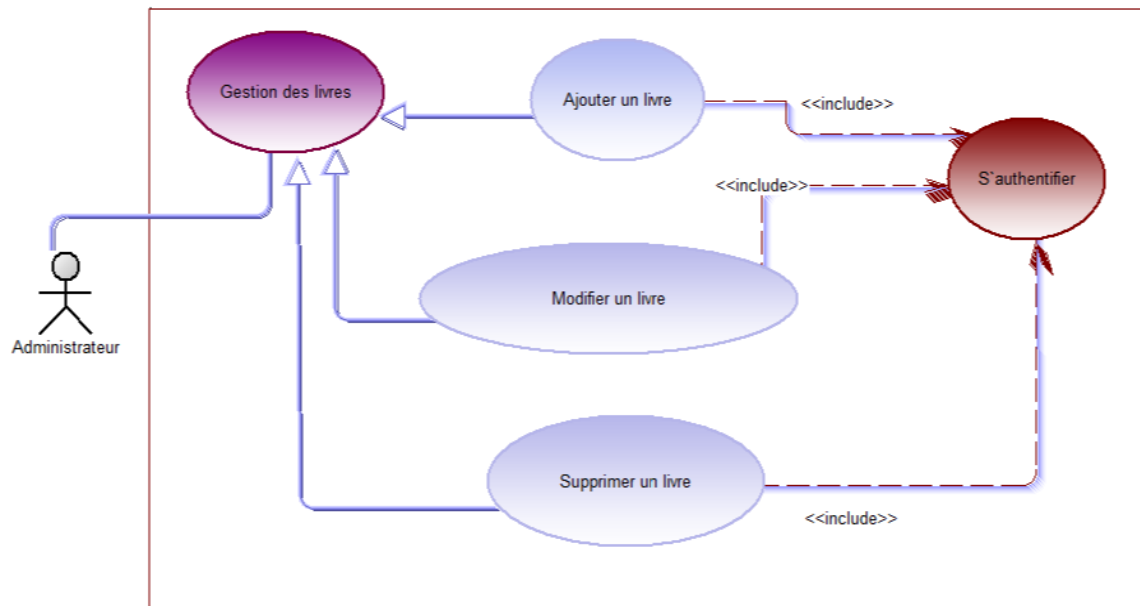 Gestion des livres
Ajouter un livre
<<include>>
S`authentifier
<<include>>
Modifier un livre
Administrateur
Supprimer un livre
<<include>>